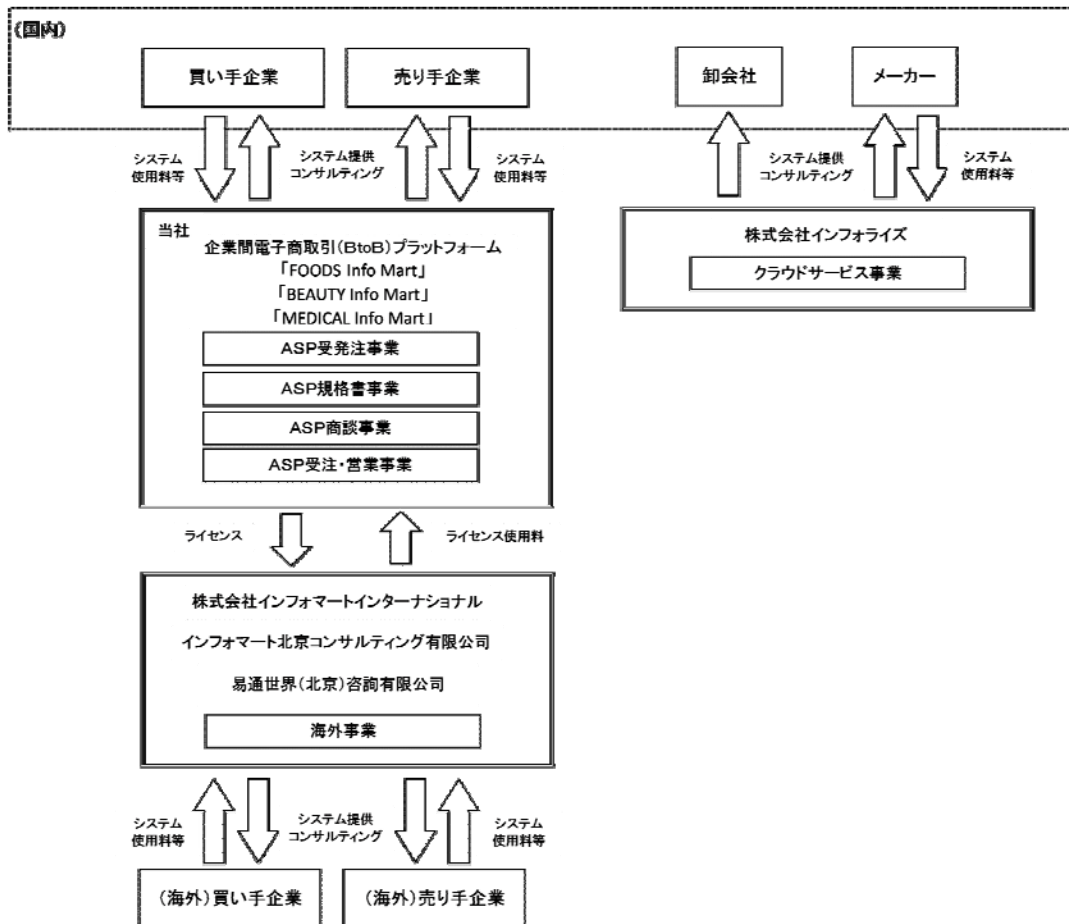 (国内)
買い手企業
売り手企業
卸会社
メーカー
システム
使用料等
システム提供
コンサルティング
システム
使用料等
システム提供
コンサルティング
システム
使用料等
当社
企業間電子商取引(BtoB)プラットフォーム
「FOODS Info Mart」
「BEAUTY Info Mart」
「MEDICAL Info Mart」
ASP受発注事業
ASP規格書事業
ASP商談事業
ASP受注・営業事業
株式会社インフォライズ
クラウドサービス事業
ライセンス
ライセンス使用料
株式会社インフォマートインターナショナル
インフォマート北京コンサルティング有限公司
易通世界(北京)咨詢有限公司
海外事業
システム
使用料等
システム提供
コンサルティング
システム
使用料等
(海外)買い手企業
(海外)売り手企業